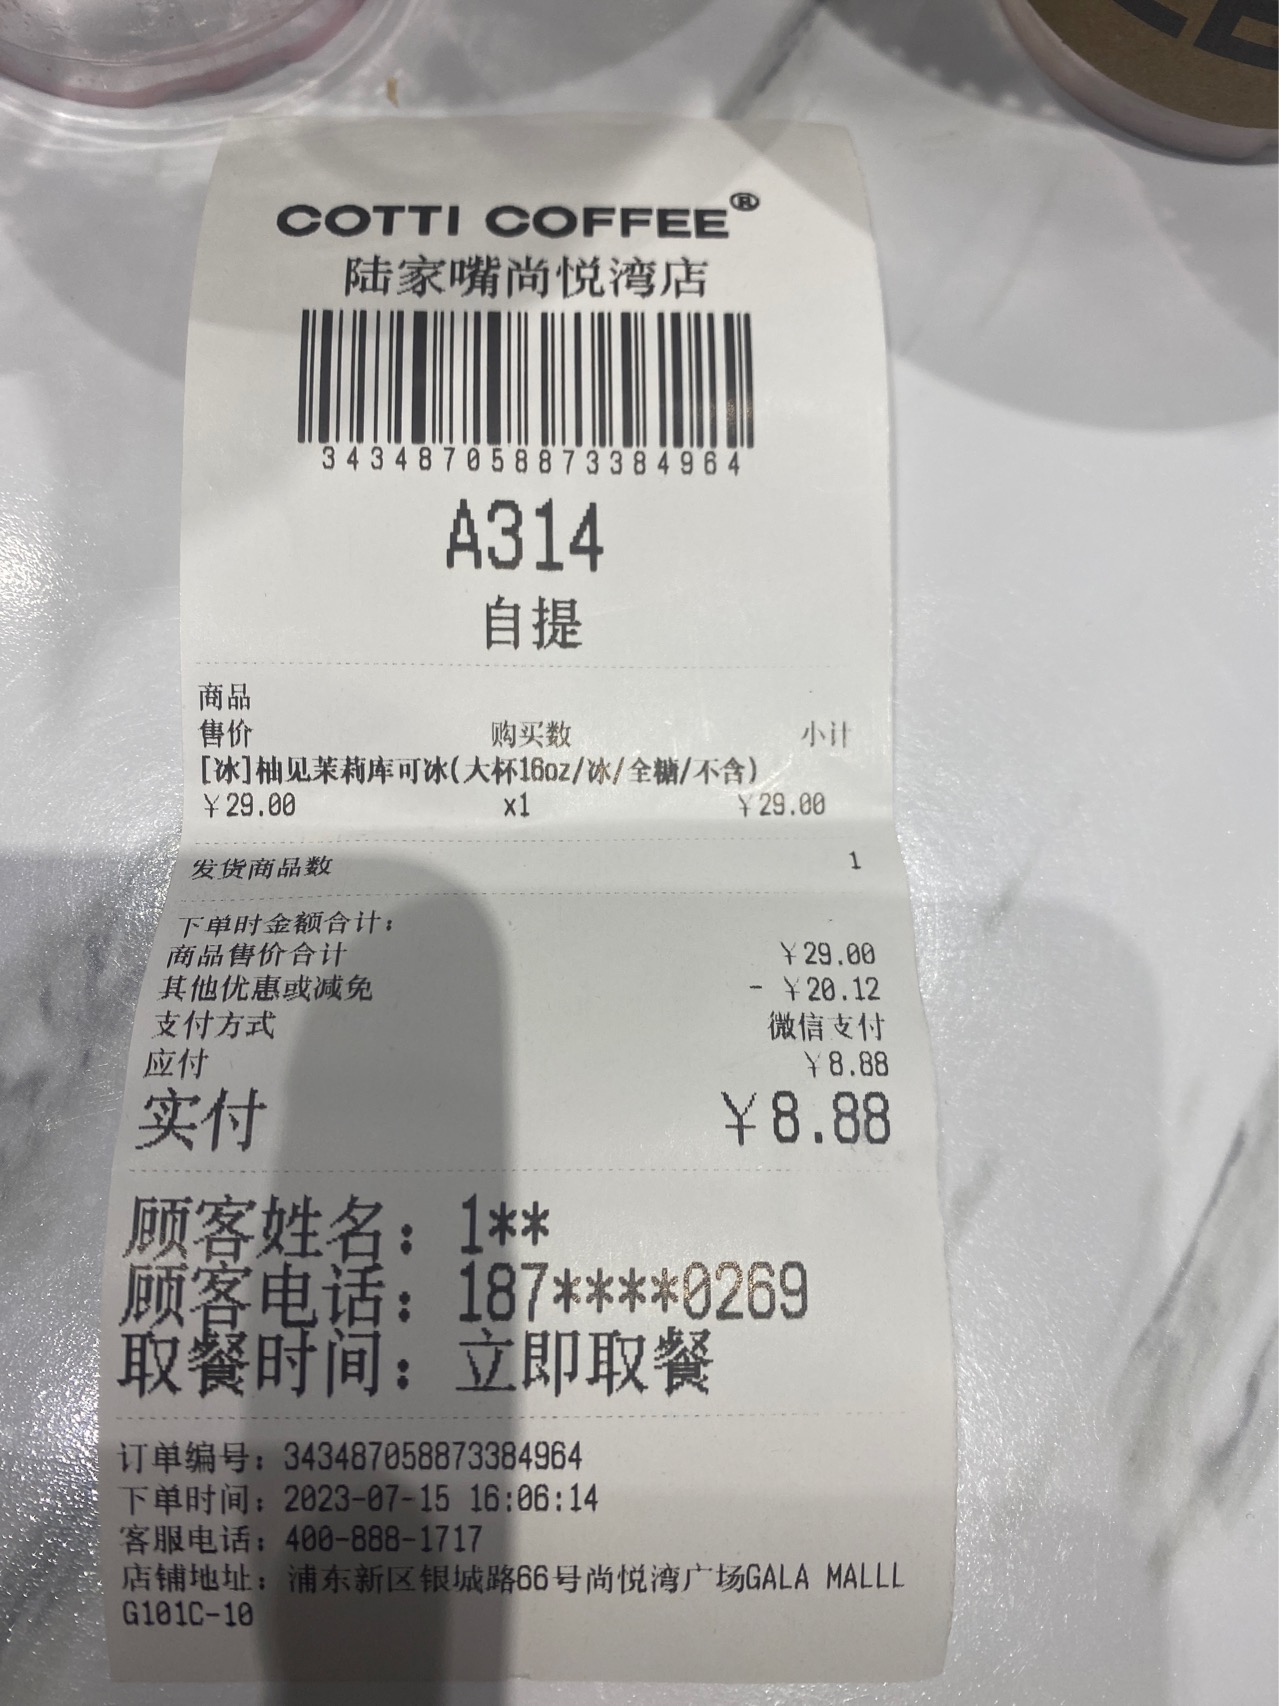 COTTI COFFEE®
陆家嘴尚悦湾店
343487058873384964
A314
自提
商品
售价 购买数 小计
[冰]柚见茉莉库可冰(大杯16oz/冰/全糖/不含)
￥29.00 x1 ￥29.00
发货商品数 1
下单时金额合计:
商品售价合计 ￥29.00
其他优惠或减免 - ￥20.12
支付方式 微信支付
应付 ￥8.88
实付 ￥8.88
顾客姓名: 1**
顾客电话: 187****0269
取餐时间: 立即取餐
订单编号: 343487058873384964
下单时间: 2023-07-15 16:06:14
客服电话: 400-888-1717
店铺地址: 浦东新区银城路66号尚悦湾广场GALA MALLL
G101C-10